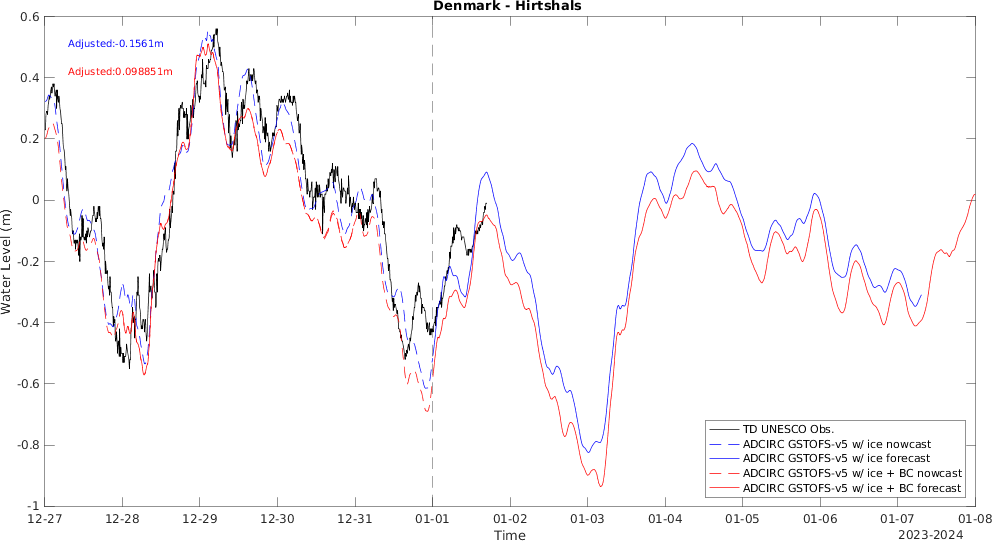 Denmark - Hirtshals
0.6
0.4
0.2
0
-0.2
-0.4
-0.6
-0.8
-1
Water Level (m)
Adjusted:-0.1561m
Adjusted:0.098851m
TD UNESCO Obs.
ADCIRC GSTOFS-v5 w/ ice nowcast
ADCIRC GSTOFS-v5 w/ ice forecast
ADCIRC GSTOFS-v5 w/ ice + BC nowcast
ADCIRC GSTOFS-v5 w/ ice + BC forecast
12-27 12-28 12-29 12-30 12-31 01-01 01-02 01-03 01-04 01-05 01-06 01-07 01-08
Time
2023-2024